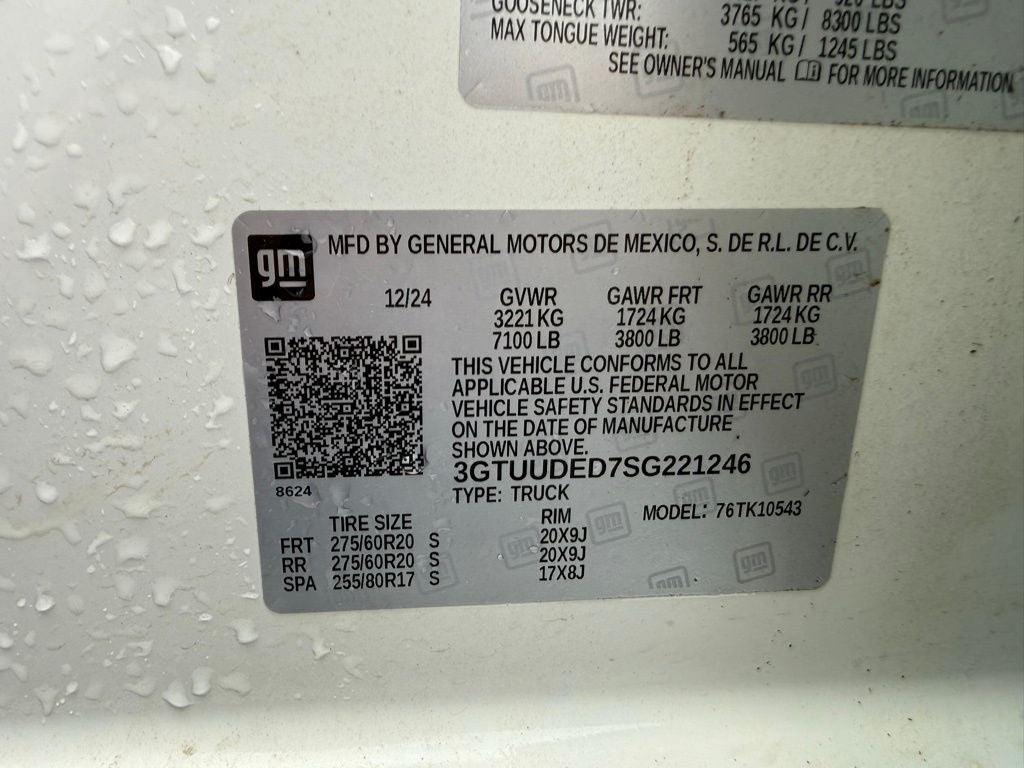 GOOSENECK TWR: 3765 KG / 8300 LBS
MAX TONGUE WEIGHT: 565 KG / 1245 LBS
SEE OWNER'S MANUAL FOR MORE INFORMATION
gm MFD BY GENERAL MOTORS DE MEXICO, S. DE R.L. DE C.V.
12/24 GVWR GAWR FRT GAWR RR
3221 KG 1724 KG 1724 KG
7100 LB 3800 LB 3800 LB
THIS VEHICLE CONFORMS TO ALL
APPLICABLE U.S. FEDERAL MOTOR
VEHICLE SAFETY STANDARDS IN EFFECT
ON THE DATE OF MANUFACTURE
SHOWN ABOVE.
3GTUUDED7SG221246
8624
TYPE: TRUCK
MODEL: 76TK10543
TIRE SIZE RIM
FRT 275/60R20 S 20X9J
RR 275/60R20 S 20X9J
SPA 255/80R17 S 17X8J